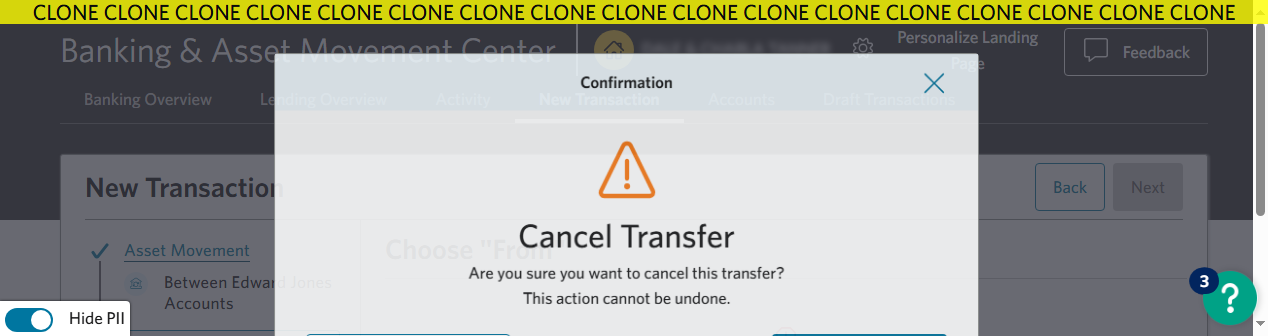 CLONE CLONE CLONE CLONE CLONE CLONE CLONE CLONE CLONE CLONE CLONE CLONE CLONE CLONE CLONE CLONE CLONE
Banking & Asset Movement Center
Personalize Landing
Page
Feedback
Confirmation
Banking Overview Lending Overview Activity New Transaction Accounts Draft Transactions
New Transaction
Back Next
Asset Movement
Choose "From"
Cancel Transfer
Are you sure you want to cancel this transfer?
This action cannot be undone.
Between Edward Jones
Accounts
3
?
Hide PII